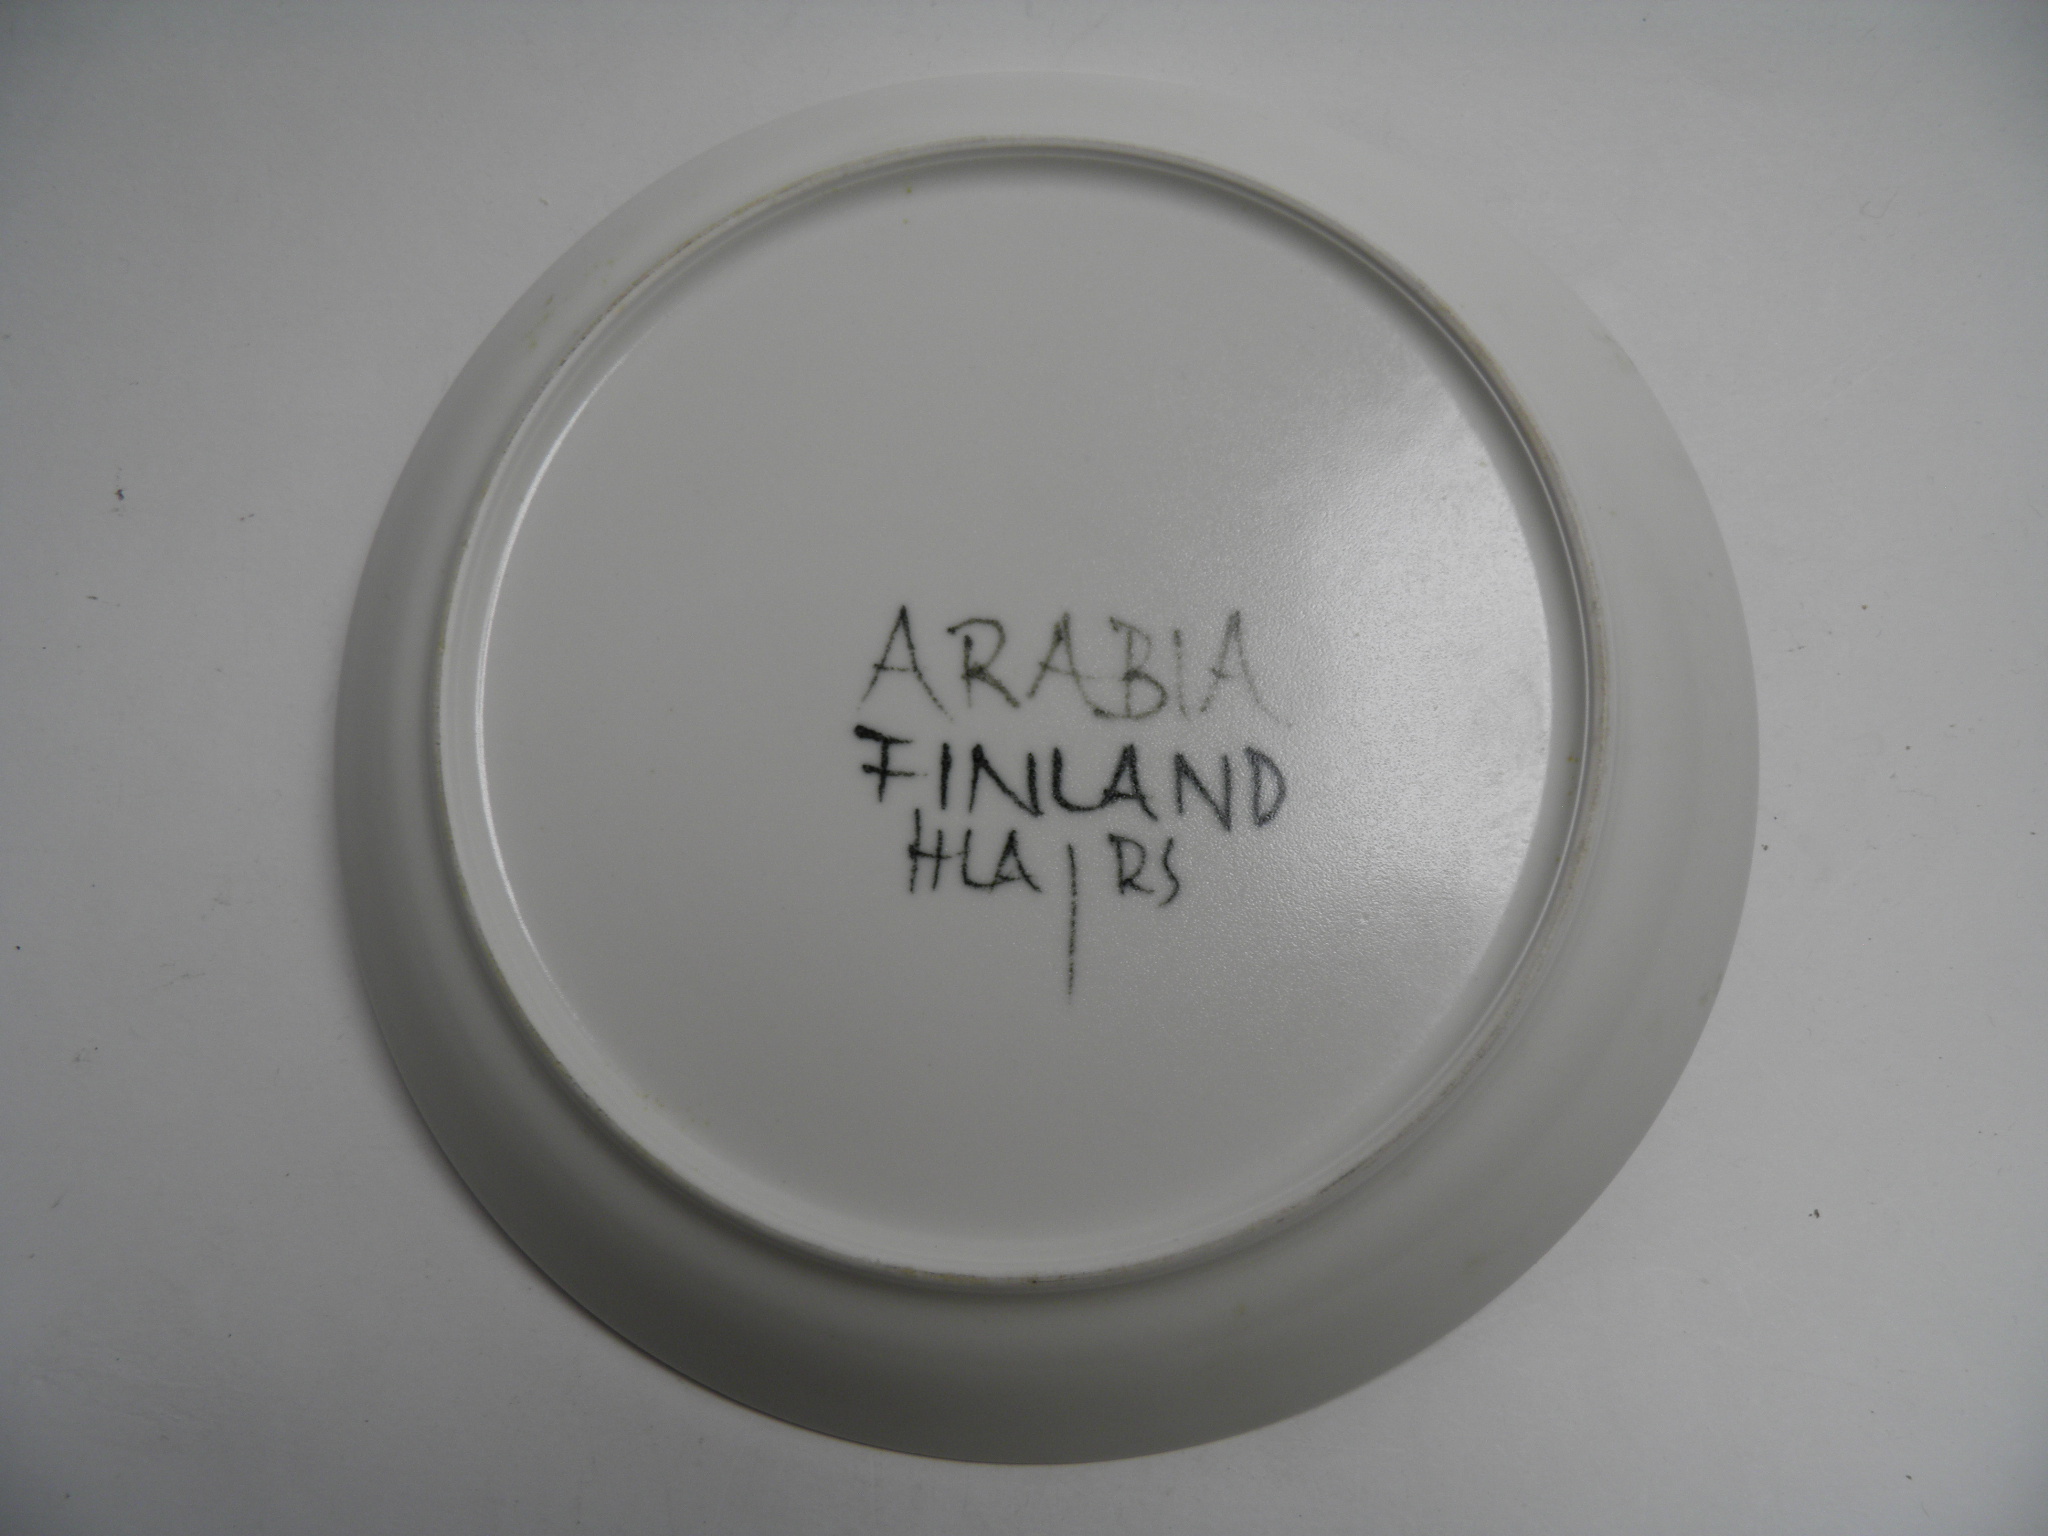 ARABIA
FINLAND
HLA | RS